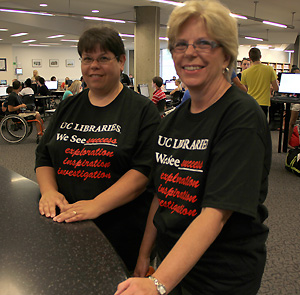 UC LIBRARIES
We See success
exploration
inspiration
investigation
UC LIBRARIES
We See success
exploration
inspiration
investigation